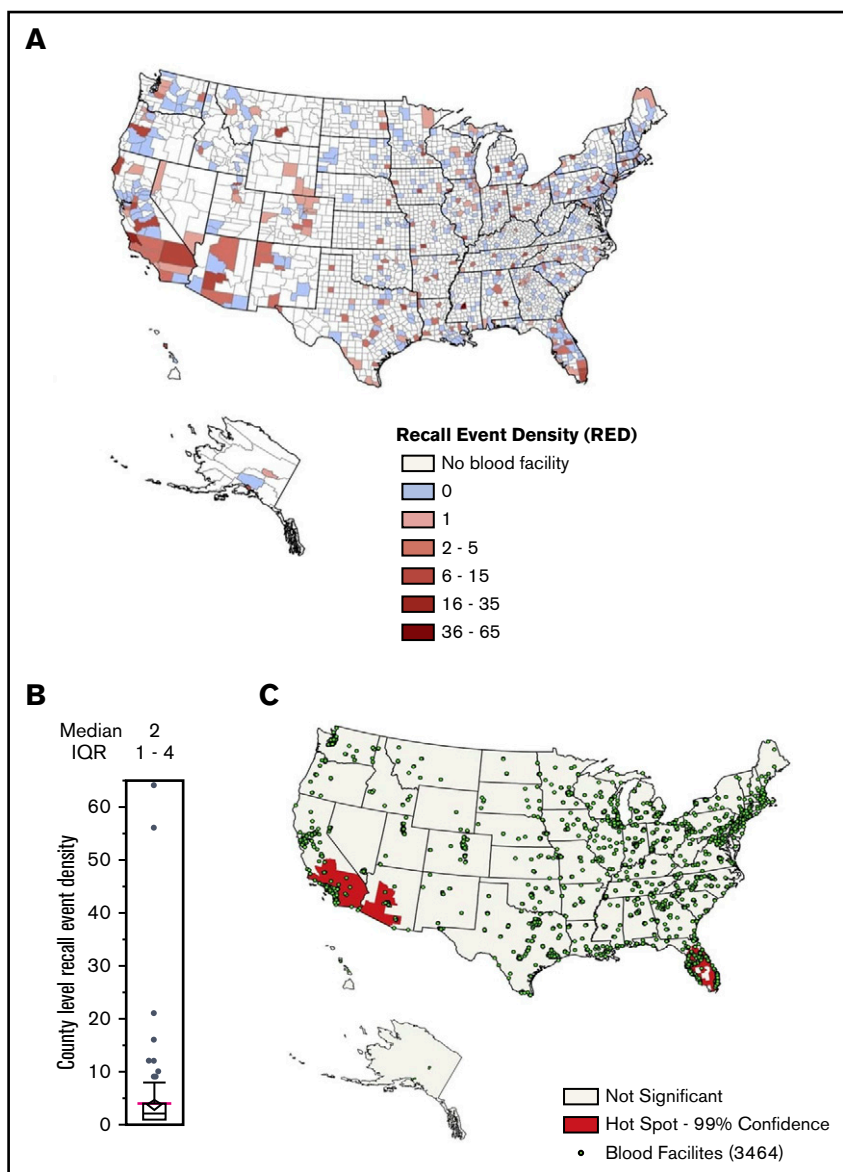 A
Recall Event Density (RED)
No blood facility
0
1
2 - 5
6 - 15
16 - 35
36 - 65
B
Median 2
IQR 1 - 4
County level recall event density
60
50
40
30
20
10
0
C
Not Significant
Hot Spot - 99% Confidence
Blood Facilites (3464)